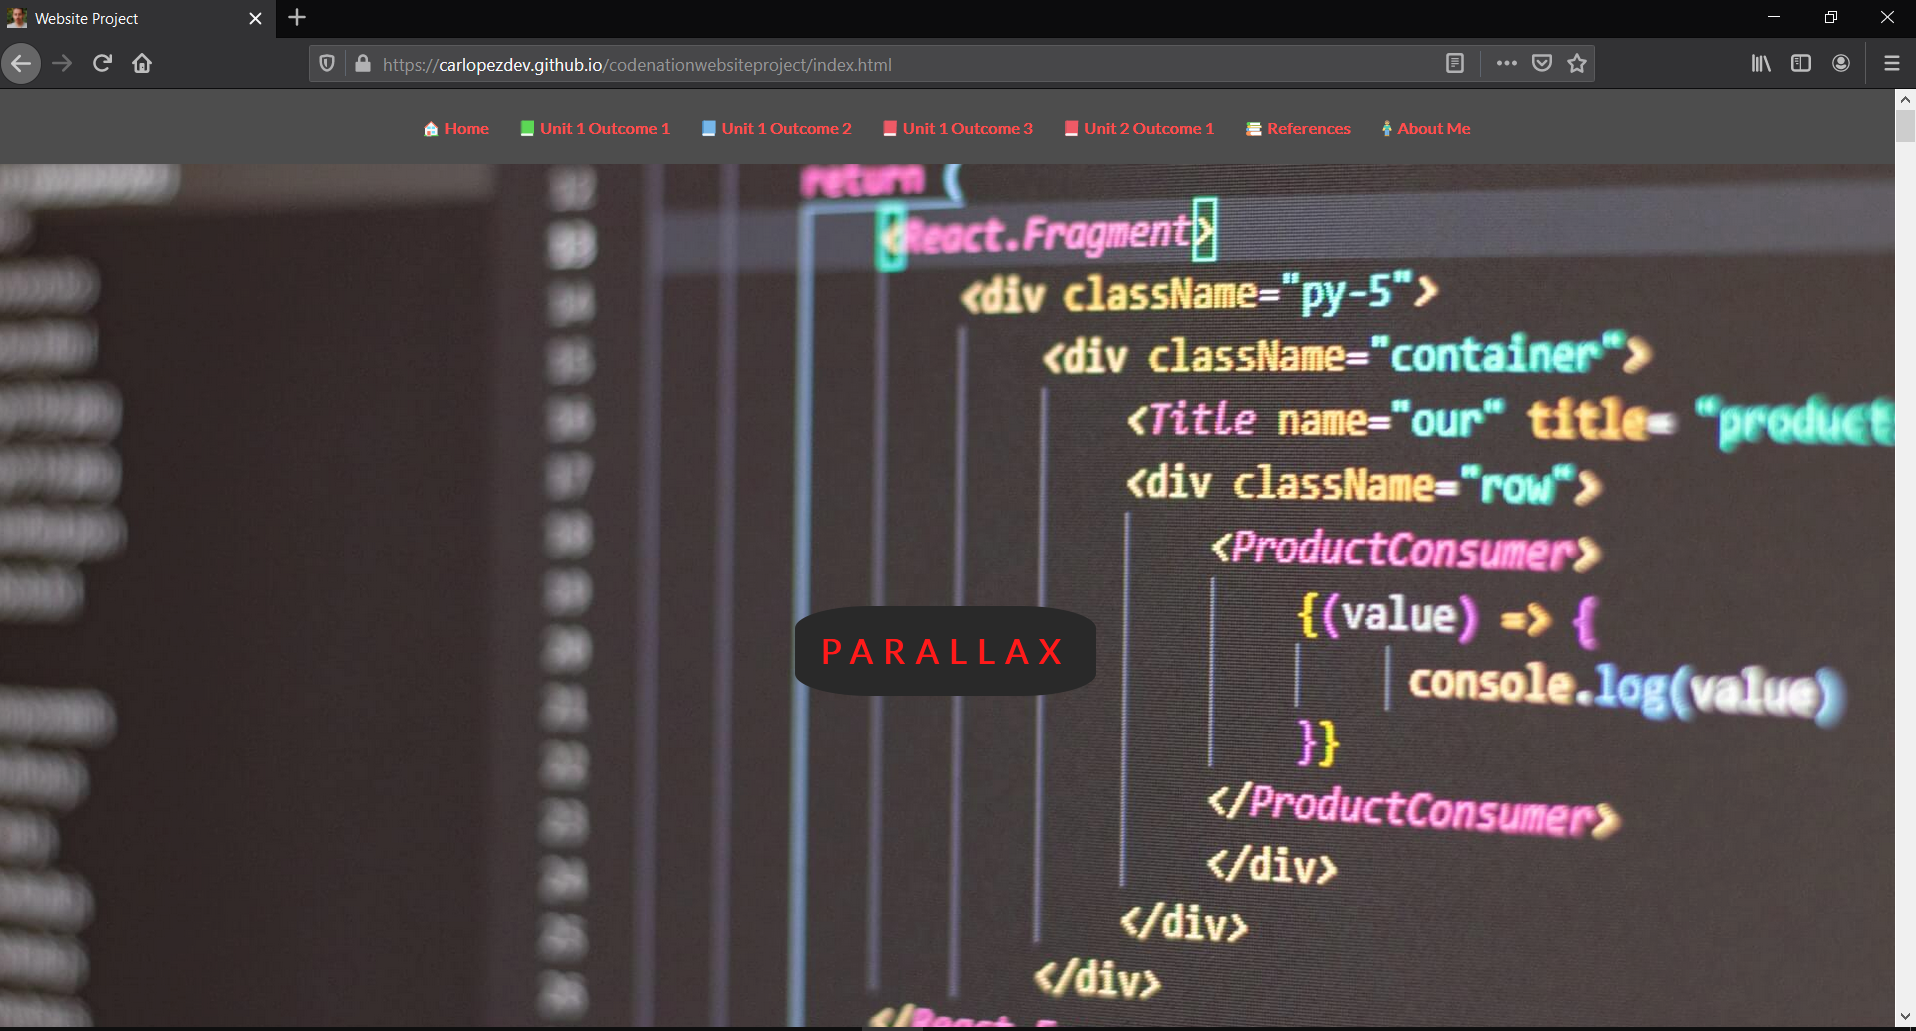 Website Project
https://carlopezdev.github.io/codenationwebsiteproject/index.html
Home Unit 1 Outcome 1 Unit 1 Outcome 2 Unit 1 Outcome 3 Unit 2 Outcome 1 References About Me
return (
<React.Fragment>
<div className="py-5">
<div className="container">
<Title name="our" title= "product
<div className="row">
<ProductConsumer>
{(value) => {
PARALLAX
console.log(value)
}}
</ProductConsumer>
</div>
</div>
</div>
</React.F